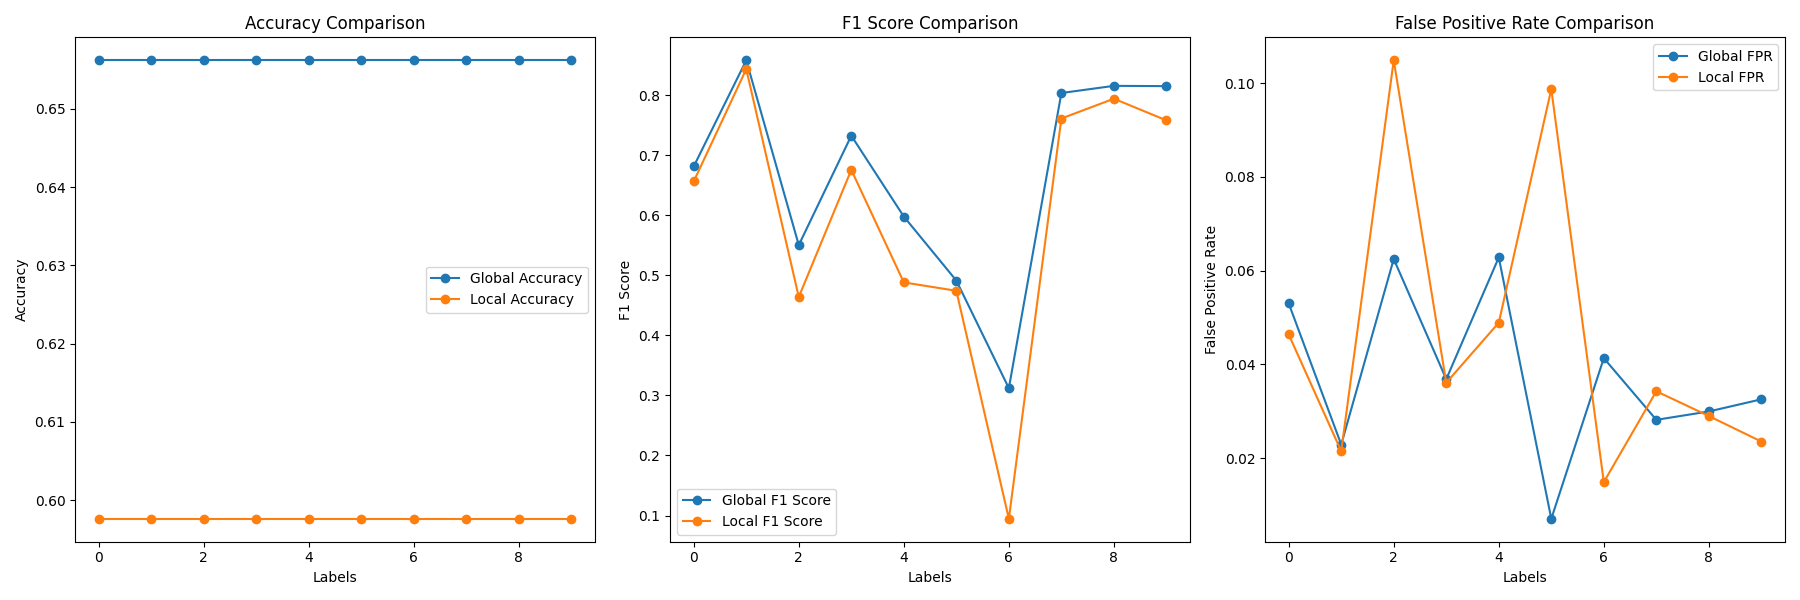 Accuracy Comparison
Accuracy
0.65
0.64
0.63
0.62
0.61
0.60
Global Accuracy
Local Accuracy
0 2 4 6 8
Labels
F1 Score Comparison
F1 Score
0.8
0.7
0.6
0.5
0.4
0.3
0.2
0.1
Global F1 Score
Local F1 Score
0 2 4 6 8
Labels
False Positive Rate Comparison
False Positive Rate
0.10
0.08
0.06
0.04
0.02
Global FPR
Local FPR
0 2 4 6 8
Labels